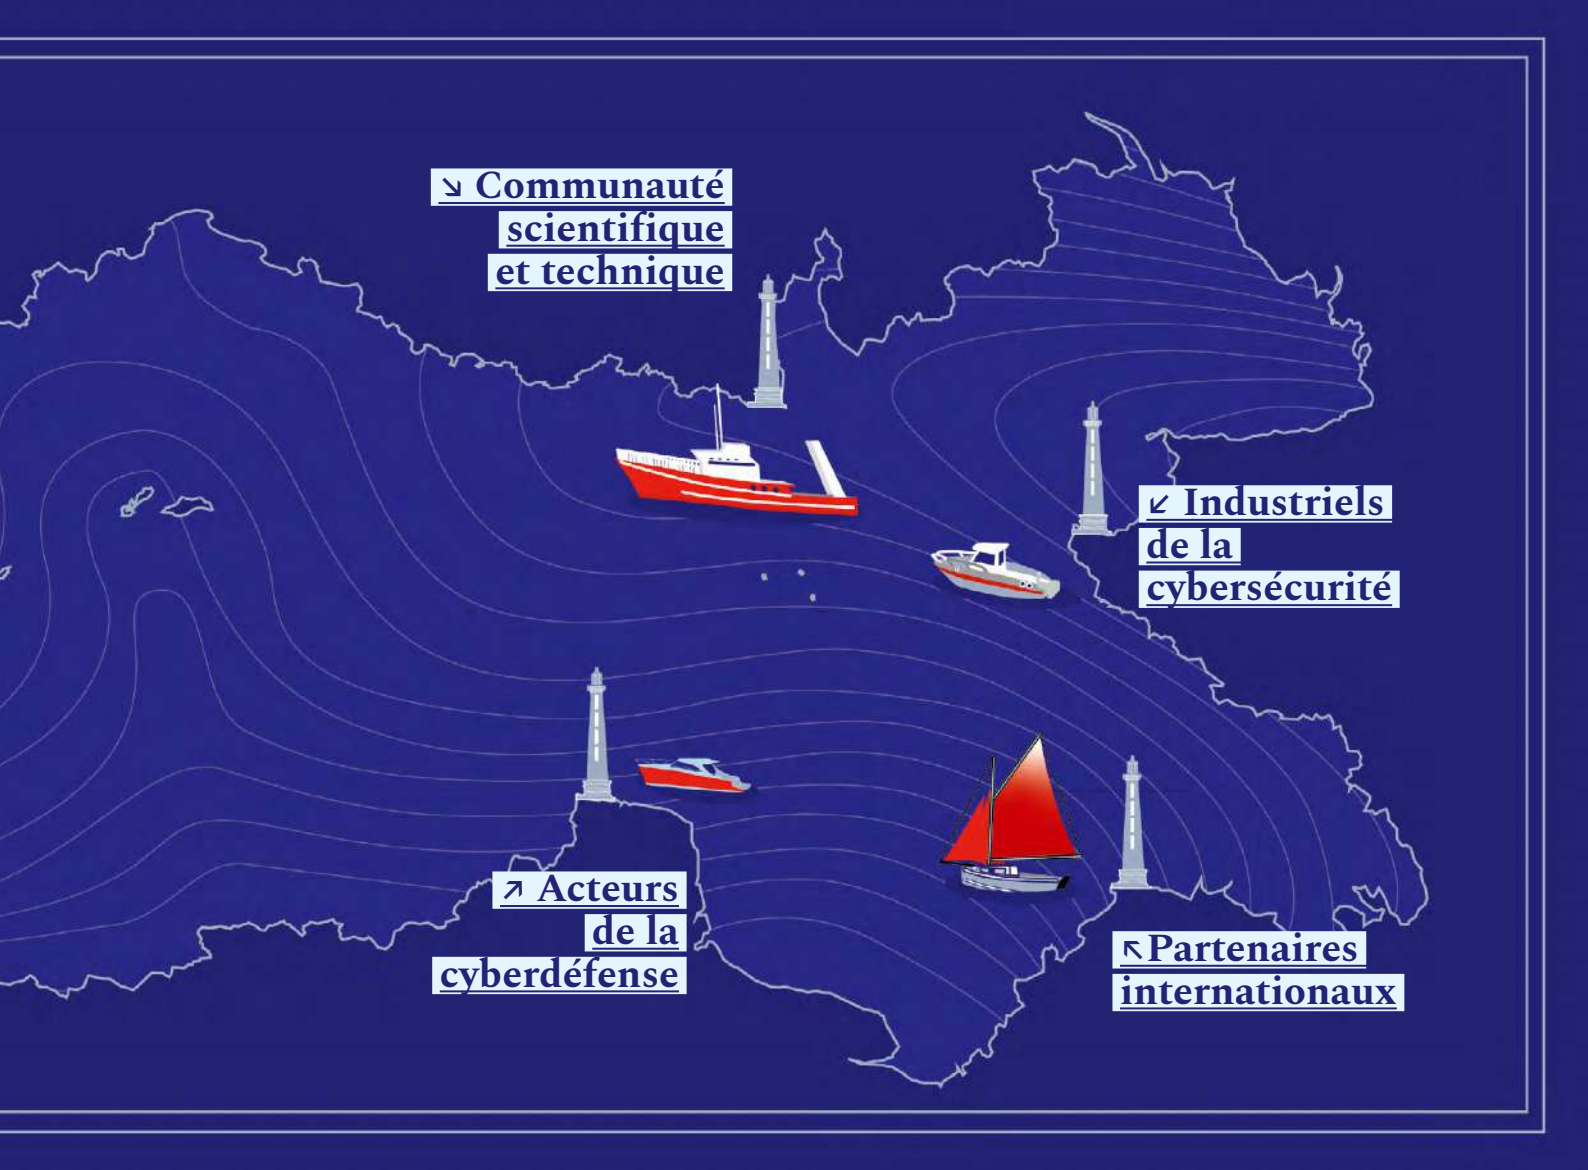 ↘ Communauté
scientifique
et technique
↙ Industriels
de la
cybersécurité
↗ Acteurs
de la
cyberdéfense
↖Partenaires
internationaux